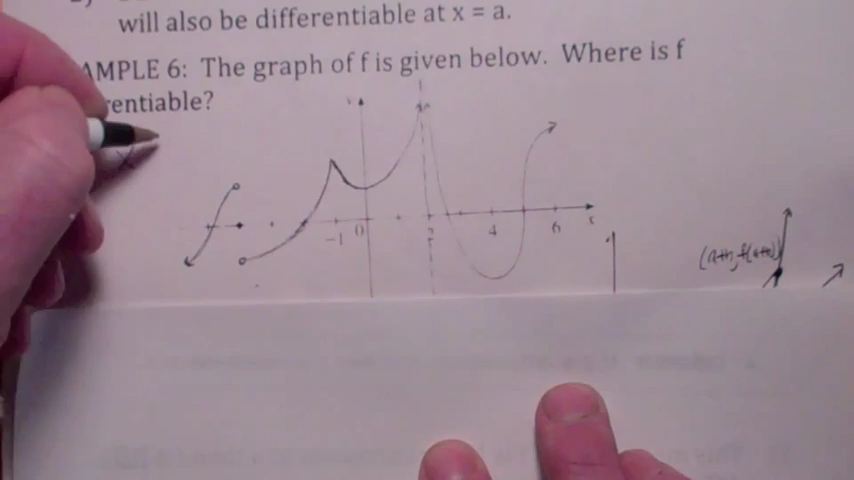 will also be differentiable at x = a.
AMPLE 6: The graph of f is given below. Where is f
rentiable?
-1 0 2 4 6 x
(a+h, f(a+h))